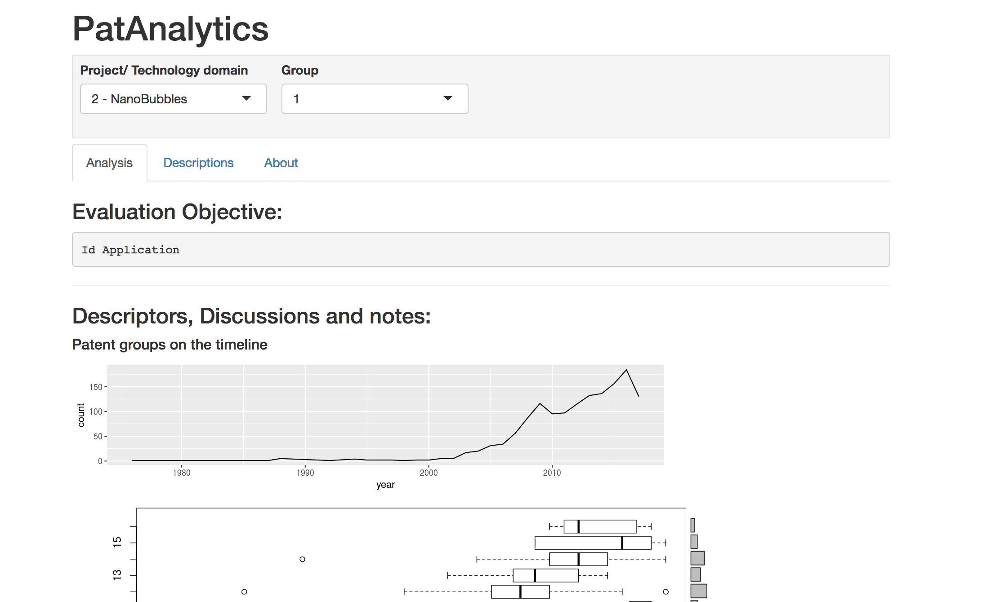 PatAnalytics
Project/ Technology domain
Group
2 - NanoBubbles
1
Analysis
Descriptions
About
Evaluation Objective:
Id Application
Descriptors, Discussions and notes:
Patent groups on the timeline
150
100
50
0
count
1980
1990
2000
2010
year
15
13